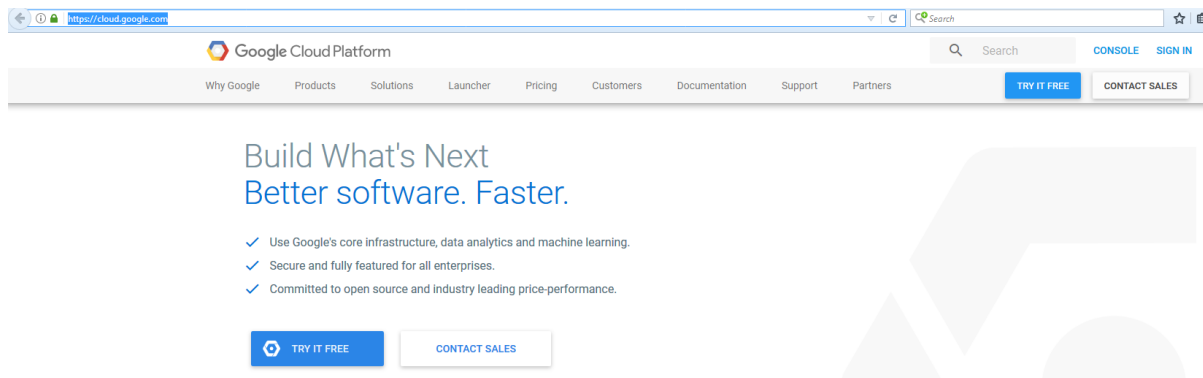 https://cloud.google.com
Search
Google Cloud Platform
Search
CONSOLE
SIGN IN
Why Google
Products
Solutions
Launcher
Pricing
Customers
Documentation
Support
Partners
TRY IT FREE
CONTACT SALES
Build What's Next
Better software. Faster.
Use Google's core infrastructure, data analytics and machine learning.
Secure and fully featured for all enterprises.
Committed to open source and industry leading price-performance.
TRY IT FREE
CONTACT SALES